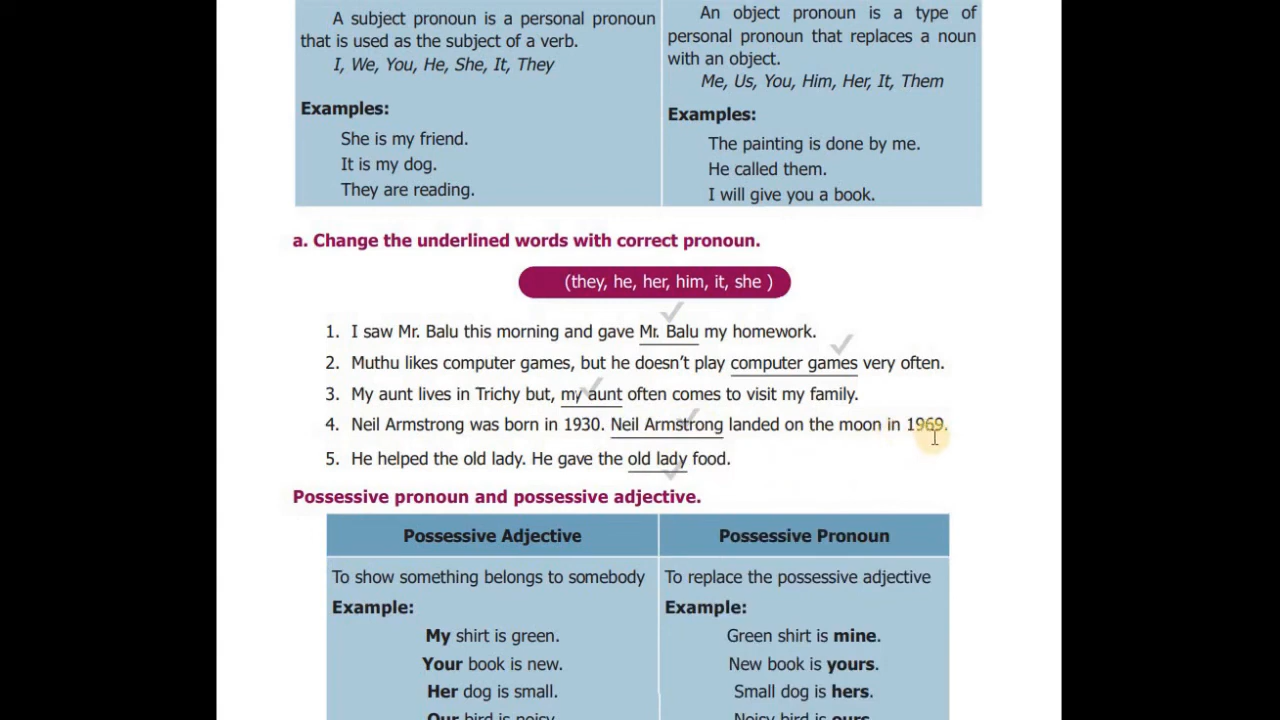 A subject pronoun is a personal pronoun
that is used as the subject of a verb.
I, We, You, He, She, It, They
Examples:
She is my friend.
It is my dog.
They are reading.
An object pronoun is a type of
personal pronoun that replaces a noun
with an object.
Me, Us, You, Him, Her, It, Them
Examples:
The painting is done by me.
He called them.
I will give you a book.
a. Change the underlined words with correct pronoun.
(they, he, her, him, it, she )
1. I saw Mr. Balu this morning and gave Mr. Balu my homework.
2. Muthu likes computer games, but he doesn’t play computer games very often.
3. My aunt lives in Trichy but, my aunt often comes to visit my family.
4. Neil Armstrong was born in 1930. Neil Armstrong landed on the moon in 1969.
5. He helped the old lady. He gave the old lady food.
Possessive pronoun and possessive adjective.
Possessive Adjective
To show something belongs to somebody
Example:
My shirt is green.
Your book is new.
Her dog is small.
Our bird is noisy.
Possessive Pronoun
To replace the possessive adjective
Example:
Green shirt is mine.
New book is yours.
Small dog is hers.
Noisy bird is ours.